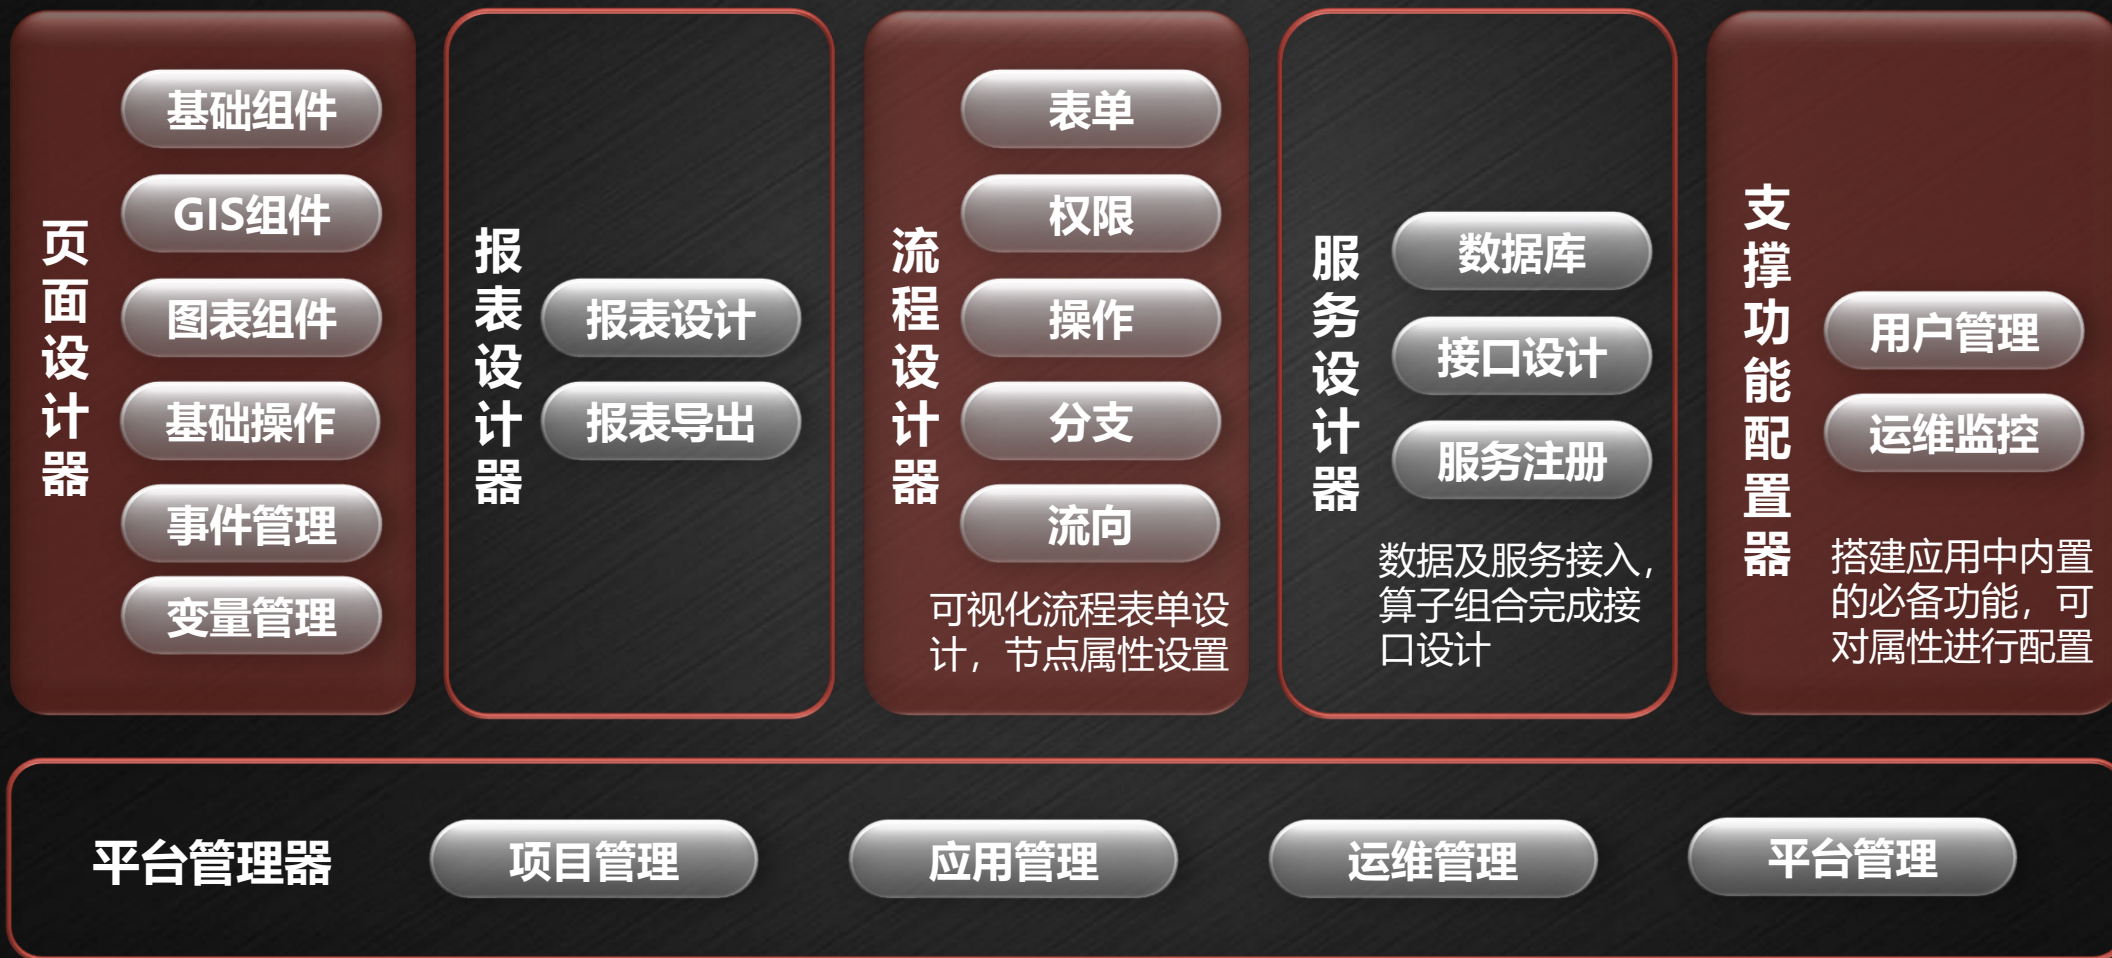 页面设计器
基础组件
GIS组件
图表组件
基础操作
事件管理
变量管理
报表设计器
报表设计
报表导出
流程设计器
表单
权限
操作
分支
流向
可视化流程表单设
计，节点属性设置
服务设计器
数据库
接口设计
服务注册
数据及服务接入，
算子组合完成接
口设计
支撑功能配置器
用户管理
运维监控
搭建应用中内置
的必备功能，可
对属性进行配置
平台管理器
项目管理
应用管理
运维管理
平台管理